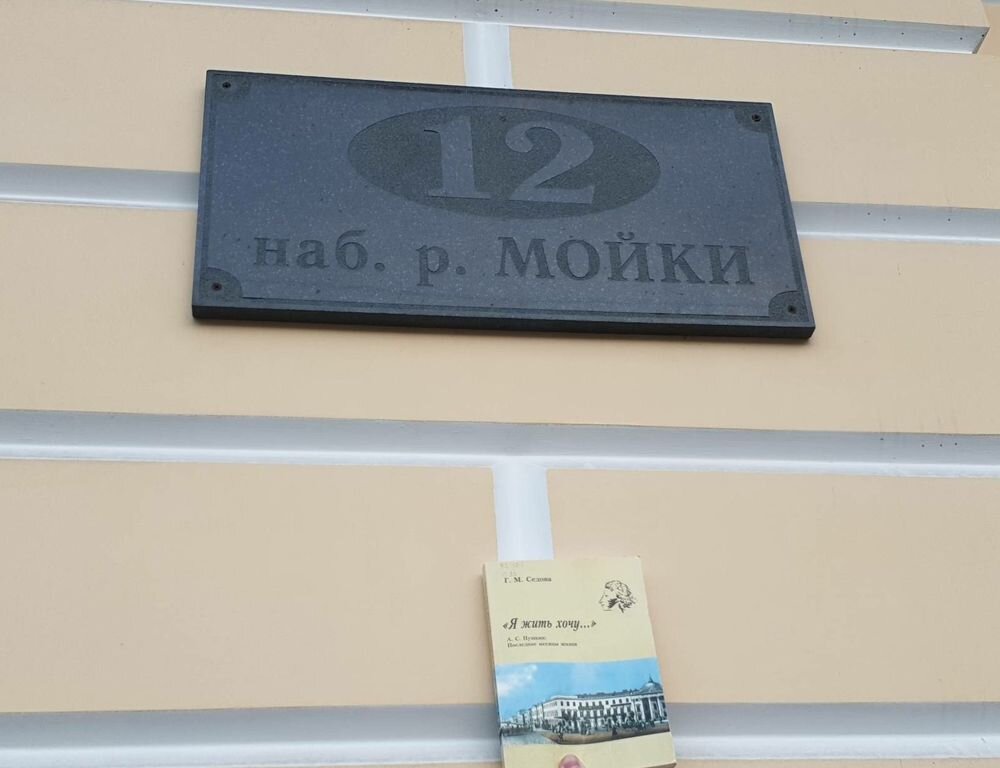 12
наб. р. МОЙКИ
Г. М. Седова
«Я жить хочу...»
А. С. Пушкин:
Последние месяцы жизни